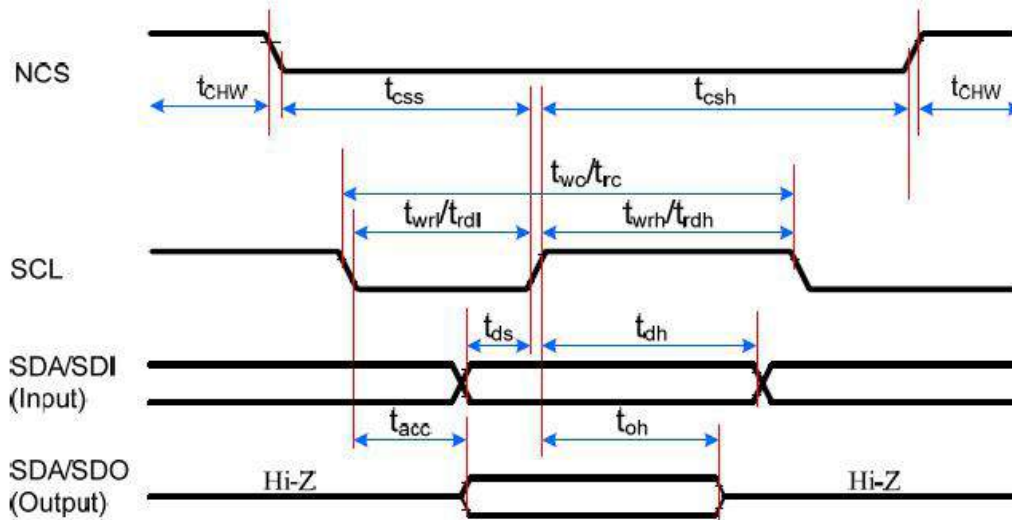 NCS
tCHW
tcss
tcsh
tCHW
twc/trc
twrl/trdl
twrh/trdh
SCL
tds
tdh
SDA/SDI
(Input)
tacc
toh
SDA/SDO
(Output)
Hi-Z
Hi-Z